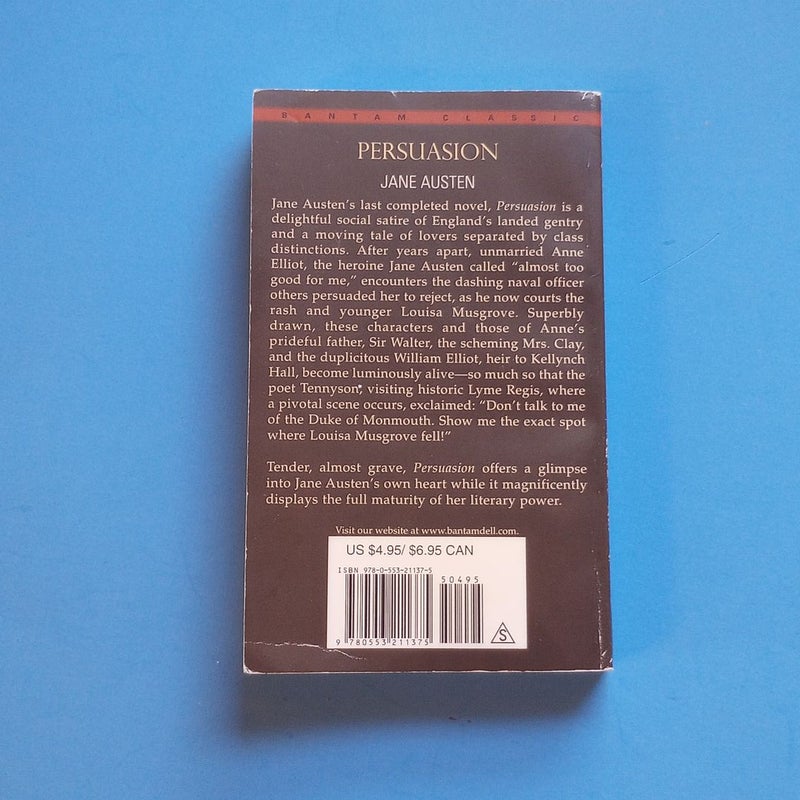 BANTAM CLASSIC
PERSUASION
JANE AUSTEN
Jane Austen's last completed novel, Persuasion is a
delightful social satire of England's landed gentry
and a moving tale of lovers separated by class
distinctions. After years apart, unmarried Anne
Elliot, the heroine Jane Austen called “almost too
good for me,” encounters the dashing naval officer
others persuaded her to reject, as he now courts the
rash and younger Louisa Musgrove. Superbly
drawn, these characters and those of Anne's
prideful father, Sir Walter, the scheming Mrs. Clay,
and the duplicitous William Elliot, heir to Kellynch
Hall, become luminously alive—so much so that the
poet Tennyson, visiting historic Lyme Regis, where
a pivotal scene occurs, exclaimed: “Don't talk to me
of the Duke of Monmouth. Show me the exact spot
where Louisa Musgrove fell!”
Tender, almost grave, Persuasion offers a glimpse
into Jane Austen's own heart while it magnificently
displays the full maturity of her literary power.
Visit our website at www.bantamdell.com.
US $4.95/ $6.95 CAN
ISBN 978-0-553-21137-5
50495
9 780553 211375
S